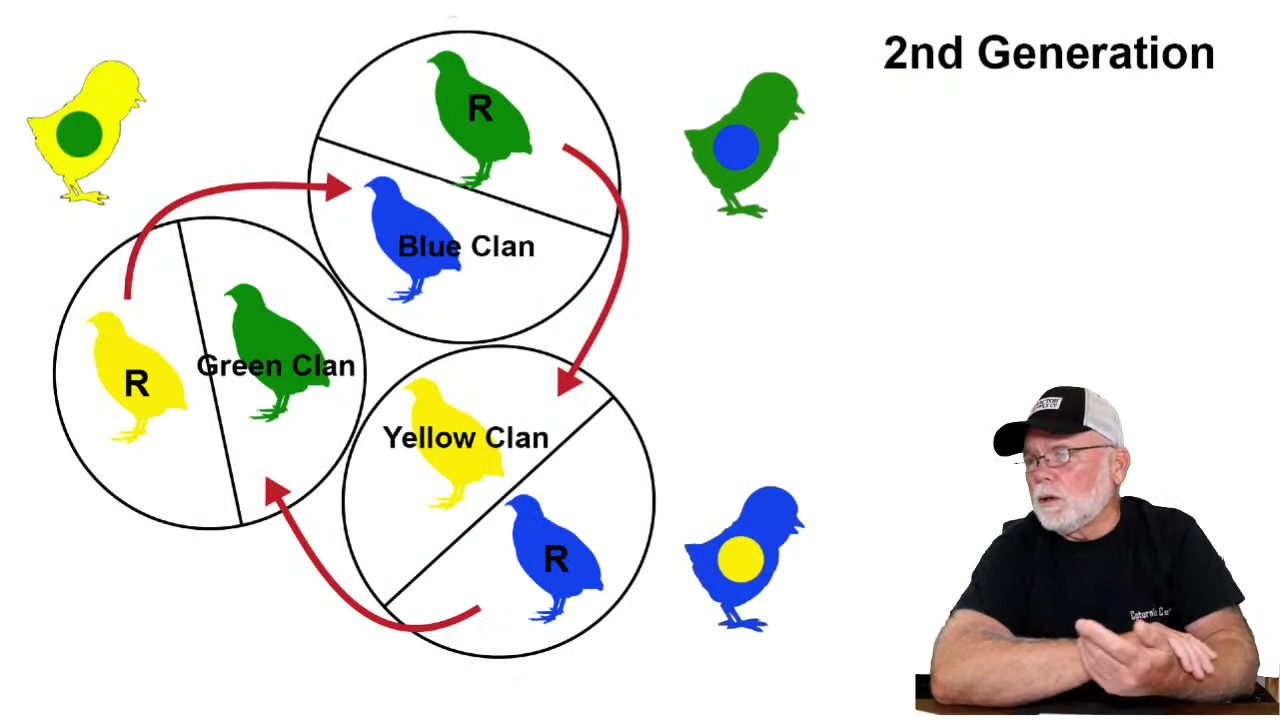 2nd Generation
R
Blue Clan
R
Green Clan
Yellow Clan
R